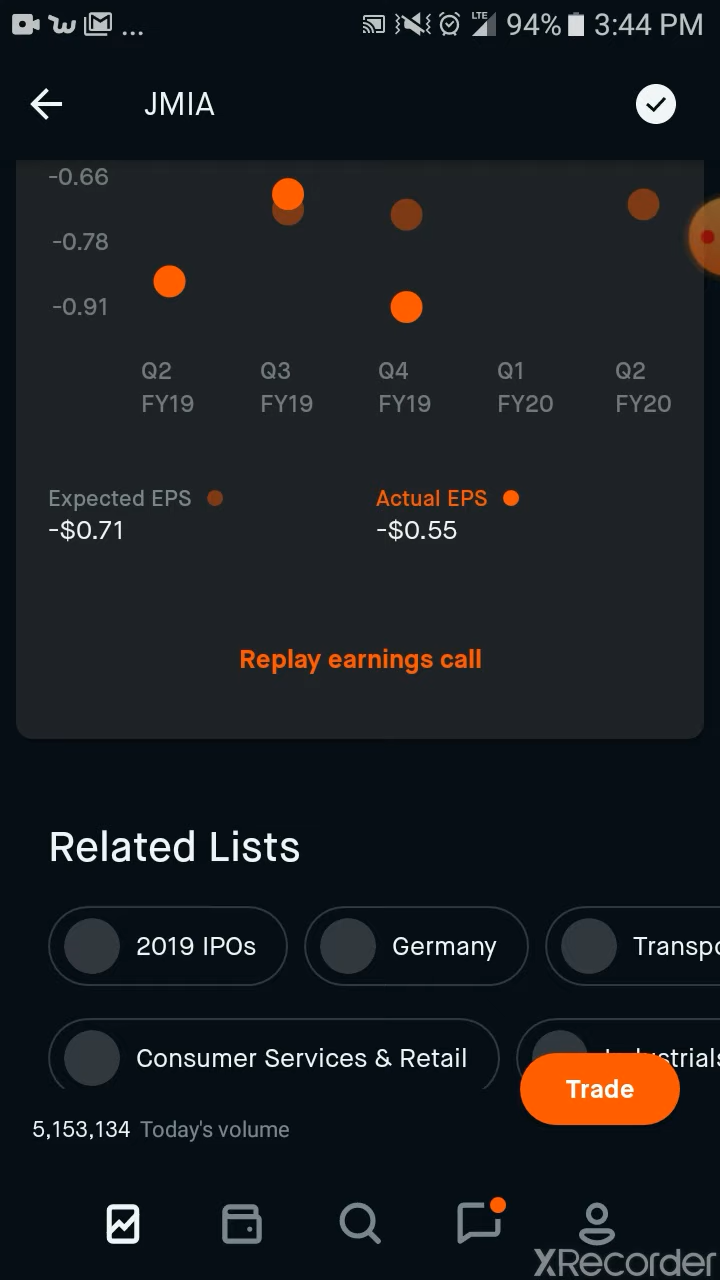 ... LTE 94% 3:44 PM
JMIA
-0.66
-0.78
-0.91
Q2 Q3 Q4 Q1 Q2
FY19 FY19 FY19 FY20 FY20
Expected EPS Actual EPS
-$0.71 -$0.55
Replay earnings call
Related Lists
2019 IPOs Germany Transpo
Consumer Services & Retail
Trade
5,153,134 Today's volume
XRecorder